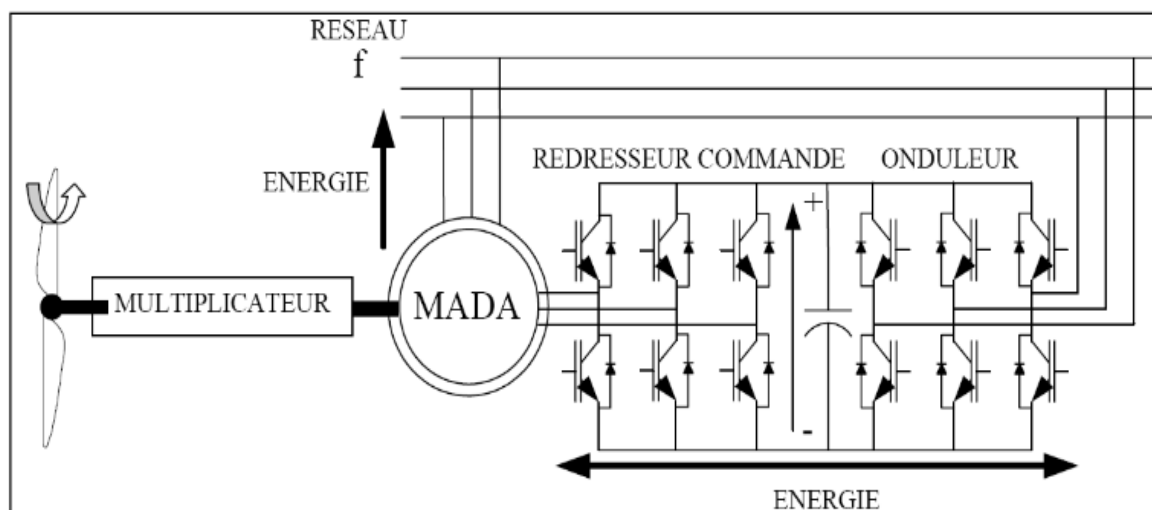 RESEAU
f
REDRESSEUR COMMANDE
ONDULEUR
ENERGIE
+
MULTIPLICATEUR
MADA
-
ENERGIE